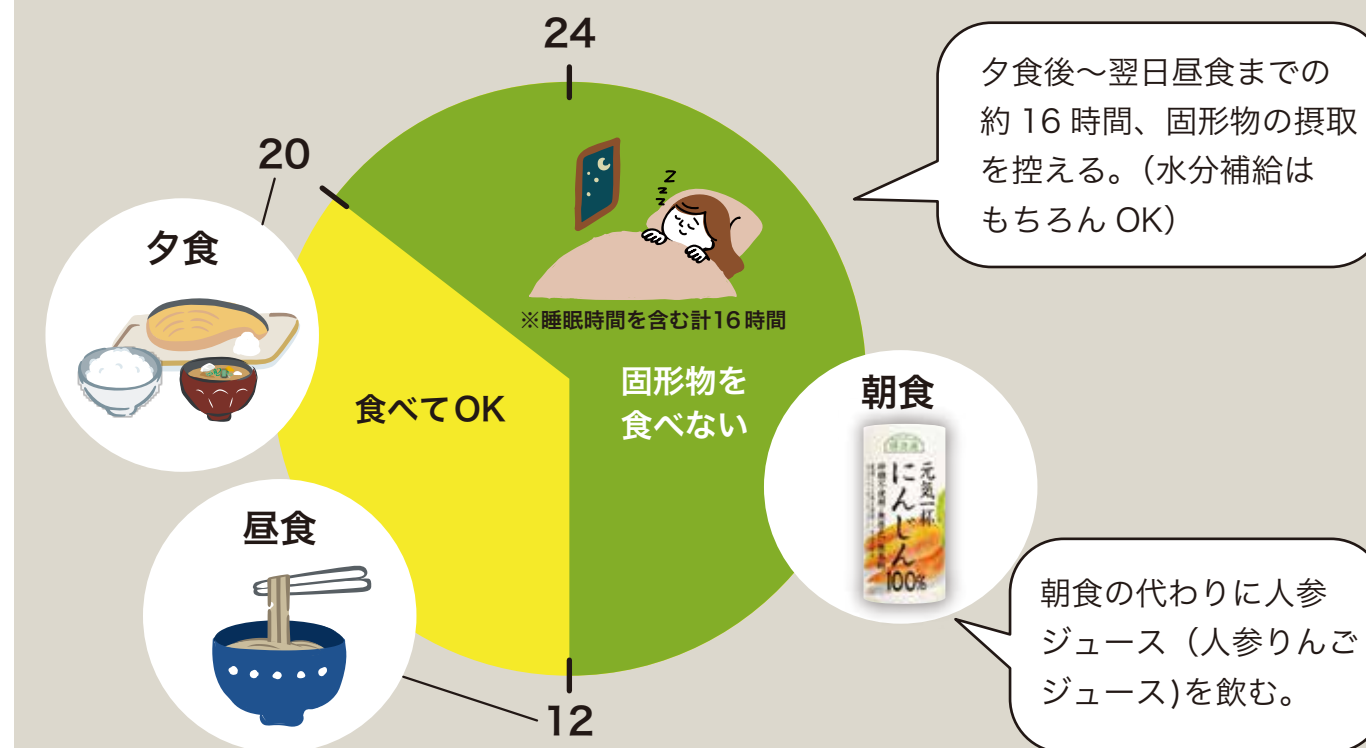 24
夕食後〜翌日昼食までの
約 16 時間、固形物の摂取
を控える。（水分補給は
もちろん OK）
20
夕食
z
z
z
※睡眠時間を含む計16時間
固形物を
食べない
食べてOK
朝食
元気一杯
にんじん
100%
昼食
朝食の代わりに人参
ジュース（人参りんご
ジュース)を飲む。
12